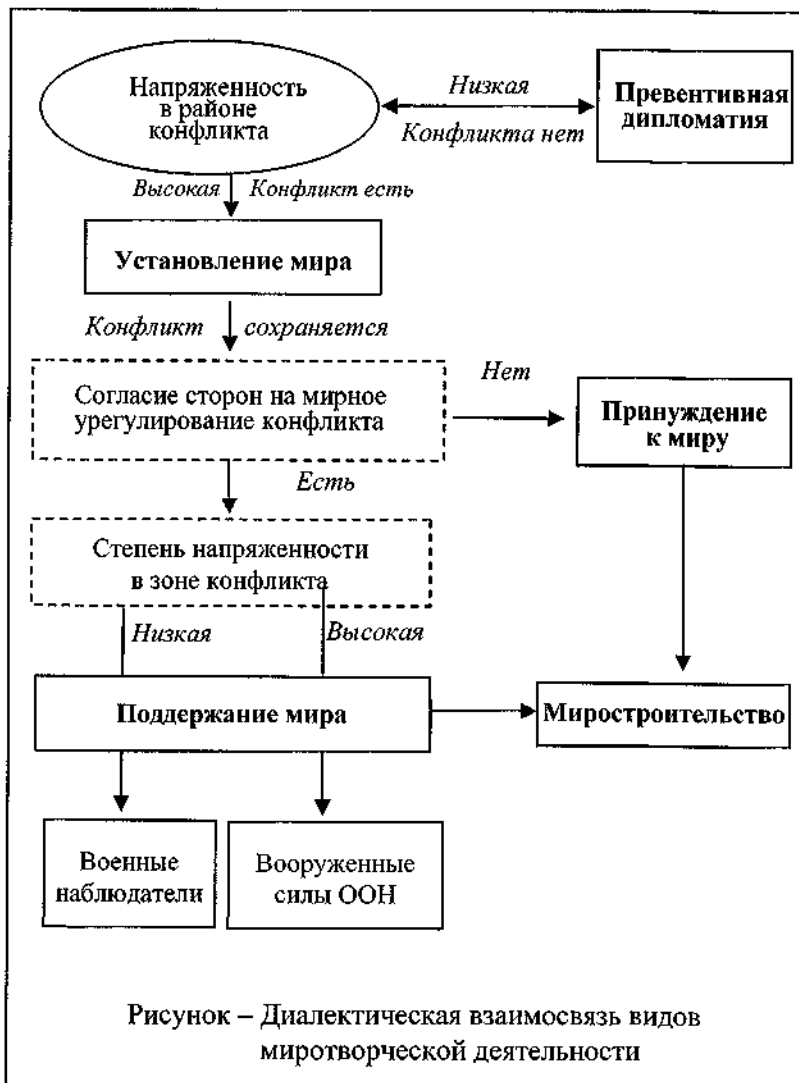 Напряженность
в районе
конфликта
Низкая
Конфликта нет
Превентивная
дипломатия
Высокая
Конфликт есть
Установление мира
Конфликт сохраняется
Согласие сторон на мирное
урегулирование конфликта
Нет
Принуждение
к миру
Есть
Степень напряженности
в зоне конфликта
Низкая
Высокая
Поддержание мира
Миростроительство
Военные
наблюдатели
Вооруженные
силы ООН
Рисунок – Диалектическая взаимосвязь видов
миротворческой деятельности